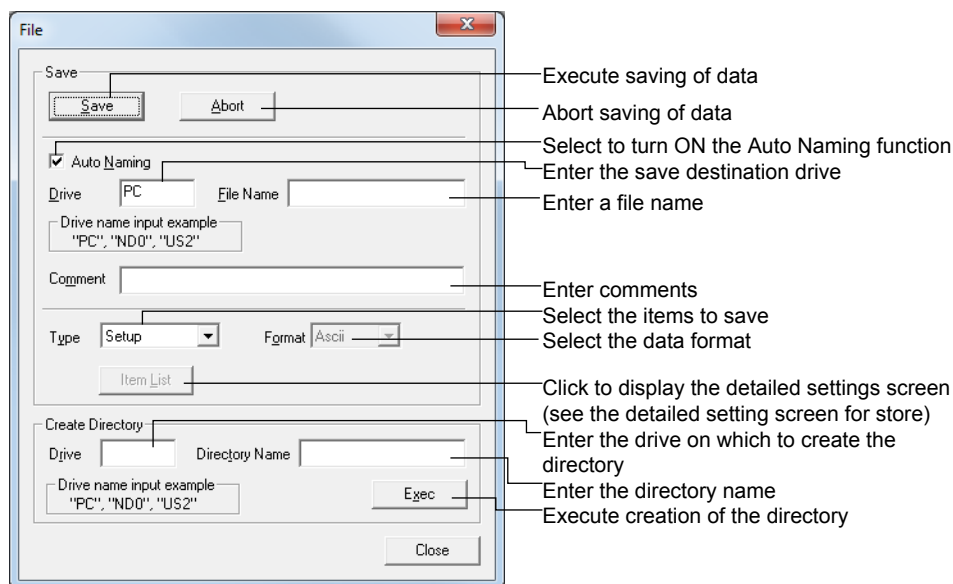 File
Save
Save Abort
Auto Naming
Drive PC File Name
Drive name input example
"PC", "ND0", "US2"
Comment
Type Setup Format Ascii
Item List
Create Directory
Drive Directory Name
Drive name input example
"PC", "ND0", "US2"
Exec
Close
Execute saving of data
Abort saving of data
Select to turn ON the Auto Naming function
Enter the save destination drive
Enter a file name
Enter comments
Select the items to save
Select the data format
Click to display the detailed settings screen
(see the detailed setting screen for store)
Enter the drive on which to create the
directory
Enter the directory name
Execute creation of the directory